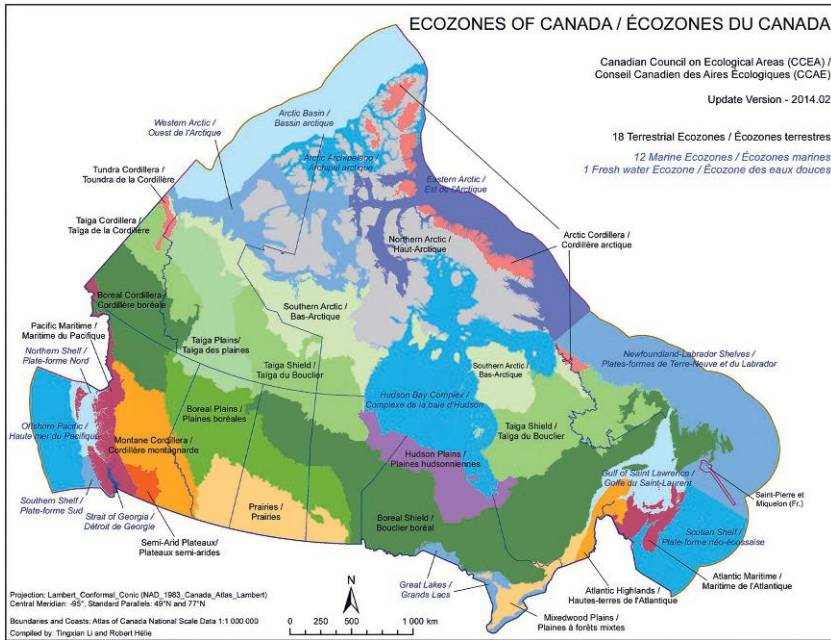 ECOZONES OF CANADA / ÉCOZONES DU CANADA
Canadian Council on Ecological Areas (CCEA) /
Conseil Canadien des Aires Écologiques (CCAE)
Update Version - 2014.02
18 Terrestrial Ecozones / Écozones terrestres
12 Marine Ecozones / Écozones marines
1 Fresh water Ecozone / Écozone des eaux douces
Western Arctic /
Ouest de l'Arctique
Arctic Basin /
Bassin arctique
Arctic Archipelago /
Archipel arctique
Eastern Arctic /
Est de l'Arctique
Tundra Cordillera /
Toundra de la Cordillère
Taiga Cordillera /
Taïga de la Cordillère
Northern Arctic /
Haut-Arctique
Arctic Cordillera /
Cordillère arctique
Boreal Cordillera /
Cordillère boréale
Southern Arctic /
Bas-Arctique
Pacific Maritime /
Maritime du Pacifique
Northern Shelf /
Plate-forme Nord
Taiga Plains/
Taïga des plaines
Taiga Shield /
Taïga du Bouclier
Southern Arctic /
Bas-Arctique
Newfoundland-Labrador Shelves /
Plates-formes de Terre-Neuve et du Labrador
Offshore Pacific /
Haute mer du Pacifique
Boreal Plains /
Plaines boréales
Hudson Bay Complex /
Complexe de la baie d'Hudson
Taiga Shield /
Taïga du Bouclier
Montane Cordillera /
Cordillère montagnarde
Hudson Plains /
Plaines hudsonniennes
Gulf of Saint Lawrence /
Golfe du Saint-Laurent
Saint-Pierre et
Miquelon (Fr.)
Southern Shelf /
Plate-forme Sud
Strait of Georgia /
Détroit de Georgie
Prairies /
Prairies
Boreal Shield /
Bouclier boréal
Scotian Shelf /
Plate-forme néo-écossaise
Semi-Arid Plateaux/
Plateaux semi-arides
Great Lakes /
Grands Lacs
Atlantic Highlands /
Hautes-terres de l'Atlantique
Atlantic Maritime /
Maritime de l'Atlantique
Mixedwood Plains /
Plaines à forêts mixtes
Projection: Lambert_Conformal_Conic (NAD_1983_Canada_Atlas_Lambert)
Central Meridian: -95°, Standard Parallels: 49°N and 77°N
Boundaries and Coasts: Atlas of Canada National Scale Data 1:1 000 000
Compiled by: Tingxian Li and Robert Hélie
N
0 250 500 1 000 km